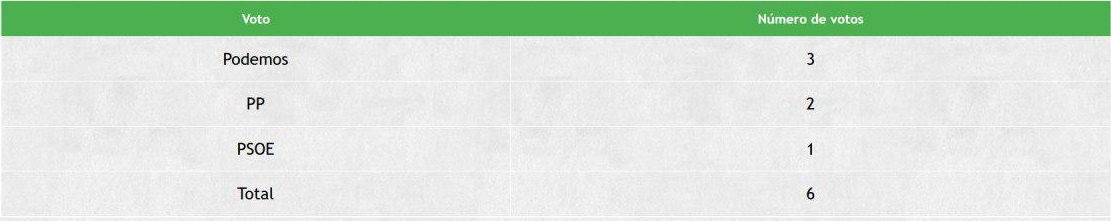 Voto Número de votos
Podemos 3
PP 2
PSOE 1
Total 6